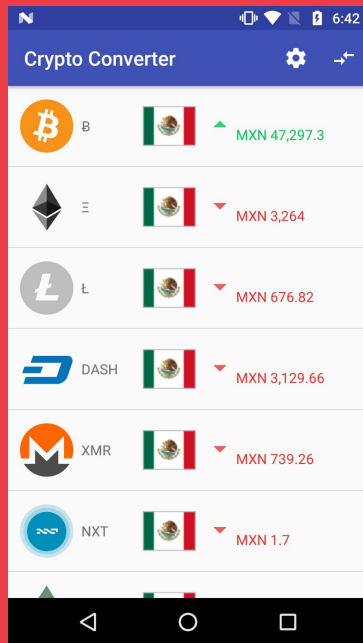 6:42
Crypto Converter
Ƀ
MXN 47,297.3
Ξ
MXN 3,264
Ł
MXN 676.82
DASH
MXN 3,129.66
XMR
MXN 739.26
NXT
MXN 1.7